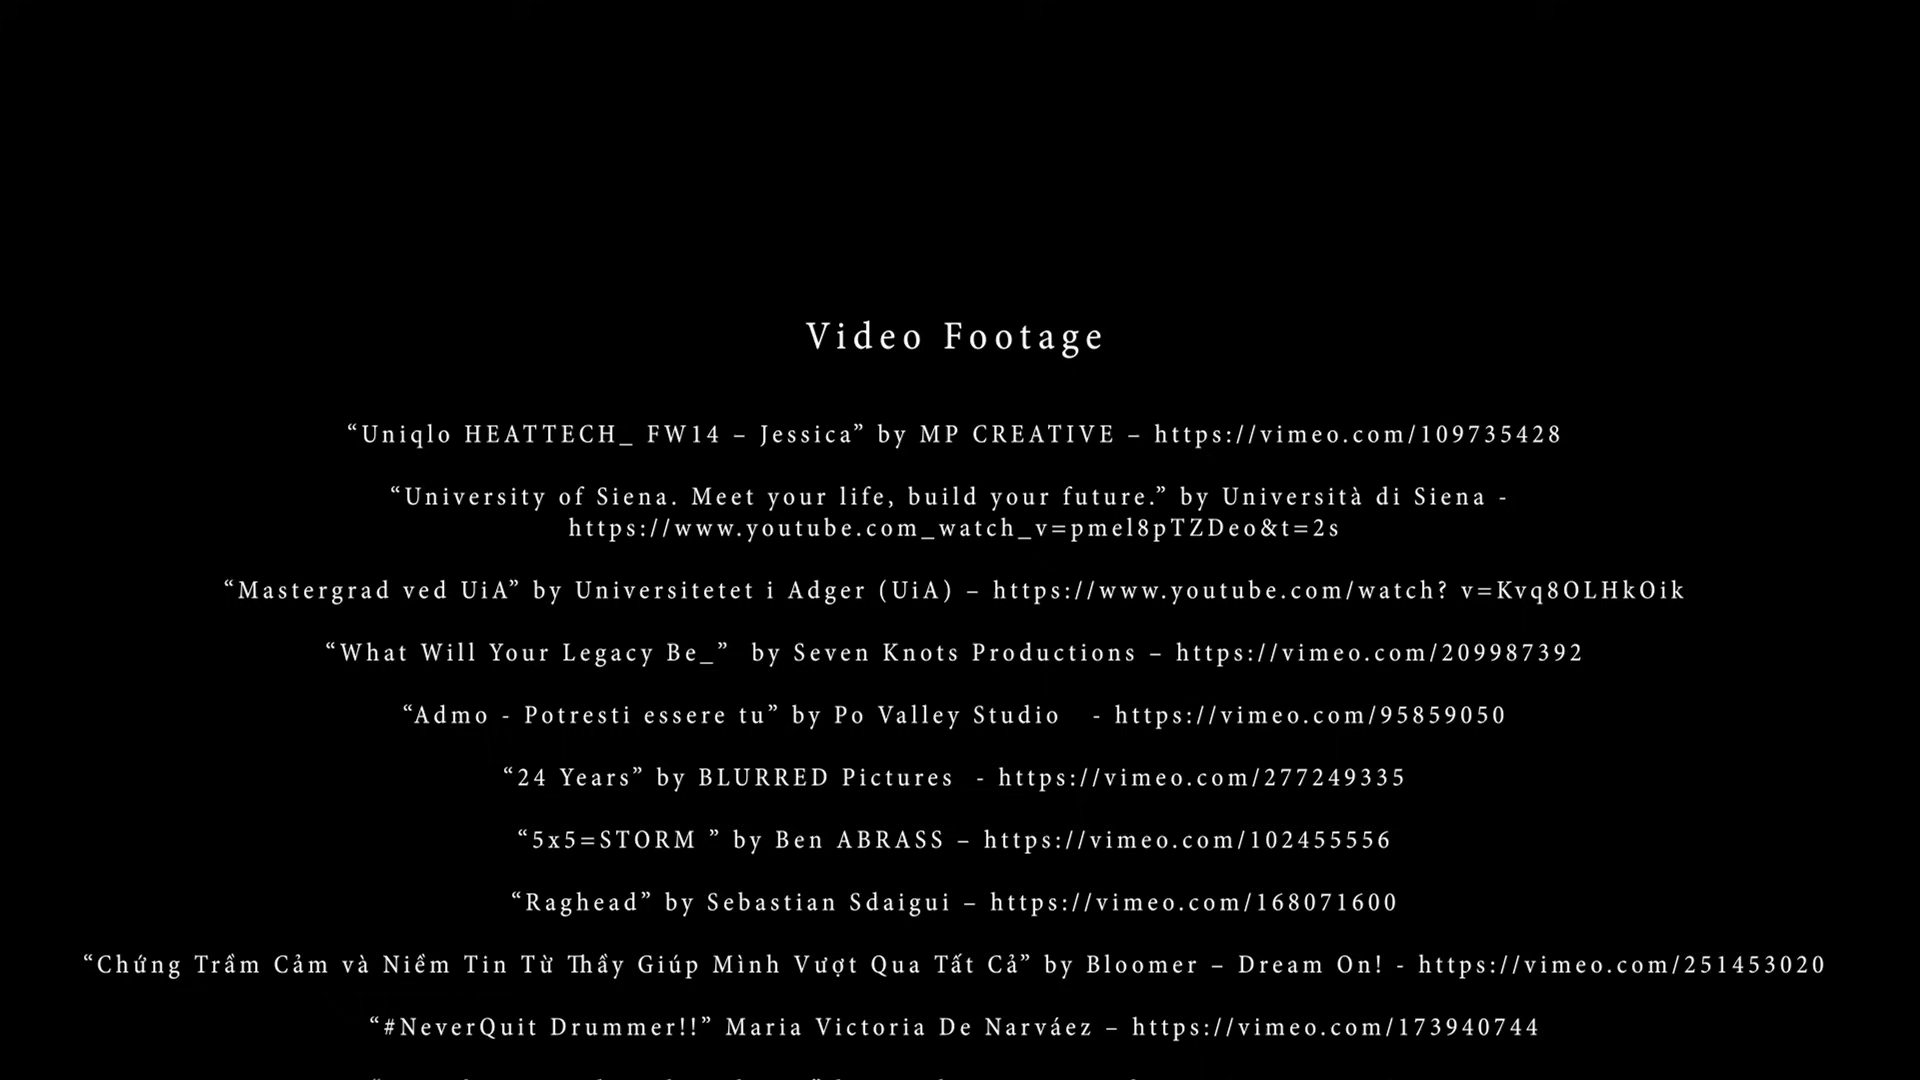 Video Footage
“Uniqlo HEATTECH_ FW14 – Jessica” by MP CREATIVE – https://vimeo.com/109735428
“University of Siena. Meet your life, build your future.” by Università di Siena -
https://www.youtube.com_watch_v=pmel8pTZDeo&t=2s
“Mastergrad ved UiA” by Universitetet i Adger (UiA) – https://www.youtube.com/watch? v=Kvq8OLHkOik
“What Will Your Legacy Be_”  by Seven Knots Productions – https://vimeo.com/209987392
“Admo - Potresti essere tu” by Po Valley Studio   - https://vimeo.com/95859050
“24 Years” by BLURRED Pictures  - https://vimeo.com/277249335
“5x5=STORM ” by Ben ABRASS – https://vimeo.com/102455556
“Raghead” by Sebastian Sdaigui – https://vimeo.com/168071600
“Chứng Trầm Cảm và Niềm Tin Từ Thầy Giúp Mình Vượt Qua Tất Cả” by Bloomer – Dream On! - https://vimeo.com/251453020
“#NeverQuit Drummer!!” Maria Victoria De Narváez – https://vimeo.com/173940744